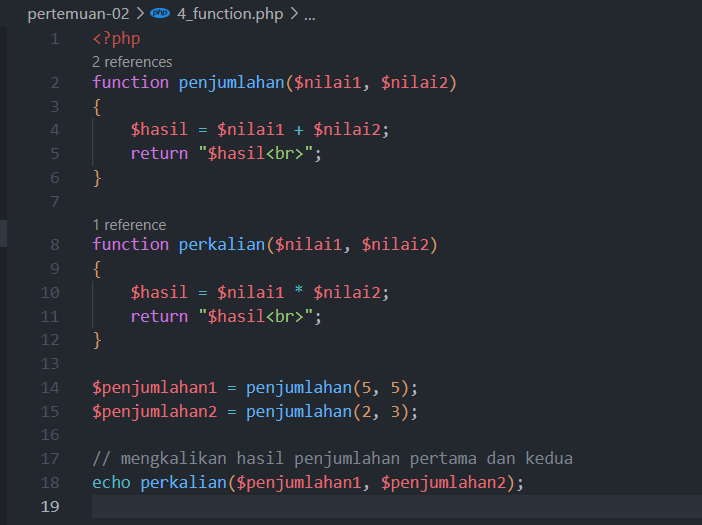 pertemuan-02 > php 4_function.php > ...
1 <?php
2 references
2 function penjumlahan($nilai1, $nilai2)
3 {
4 $hasil = $nilai1 + $nilai2;
5 return "$hasil<br>";
6 }
7
1 reference
8 function perkalian($nilai1, $nilai2)
9 {
10 $hasil = $nilai1 * $nilai2;
11 return "$hasil<br>";
12 }
13
14 $penjumlahan1 = penjumlahan(5, 5);
15 $penjumlahan2 = penjumlahan(2, 3);
16
17 // mengkalikan hasil penjumlahan pertama dan kedua
18 echo perkalian($penjumlahan1, $penjumlahan2);
19